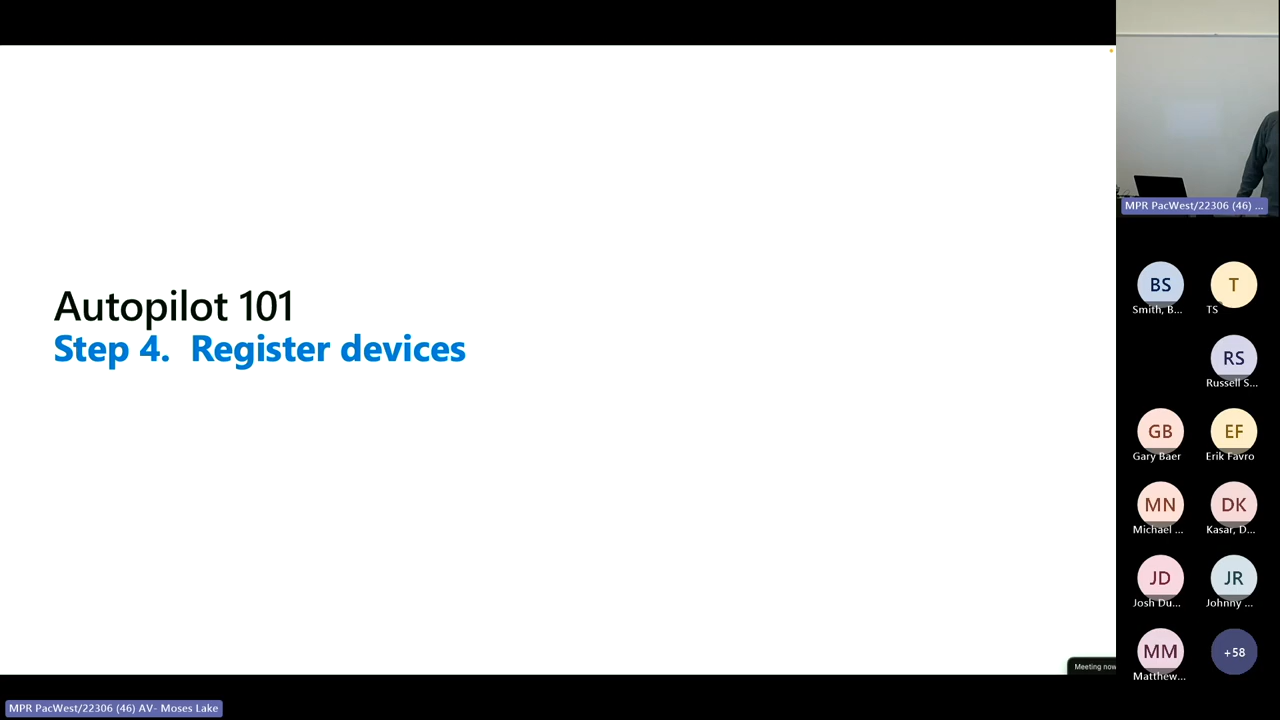 Autopilot 101
Step 4.  Register devices
MPR PacWest/22306 (46) ...
BS
Smith, B...
T
TS
RS
Russell S...
GB
Gary Baer
EF
Erik Favro
MN
Michael ...
DK
Kasar, D...
JD
Josh Du...
JR
Johnny ...
MM
Matthew...
+58
Meeting now
MPR PacWest/22306 (46) AV- Moses Lake